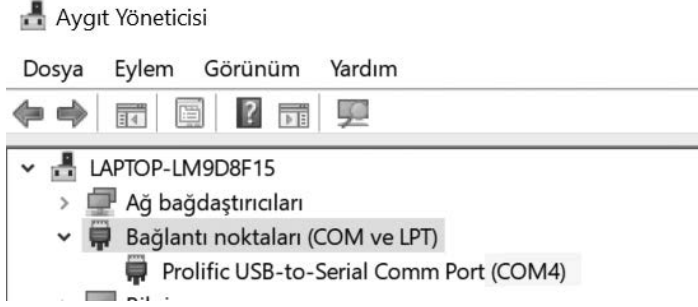 Aygıt Yöneticisi
Dosya Eylem Görünüm Yardım
LAPTOP-LM9D8F15
Ağ bağdaştırıcıları
Bağlantı noktaları (COM ve LPT)
Prolific USB-to-Serial Comm Port (COM4)